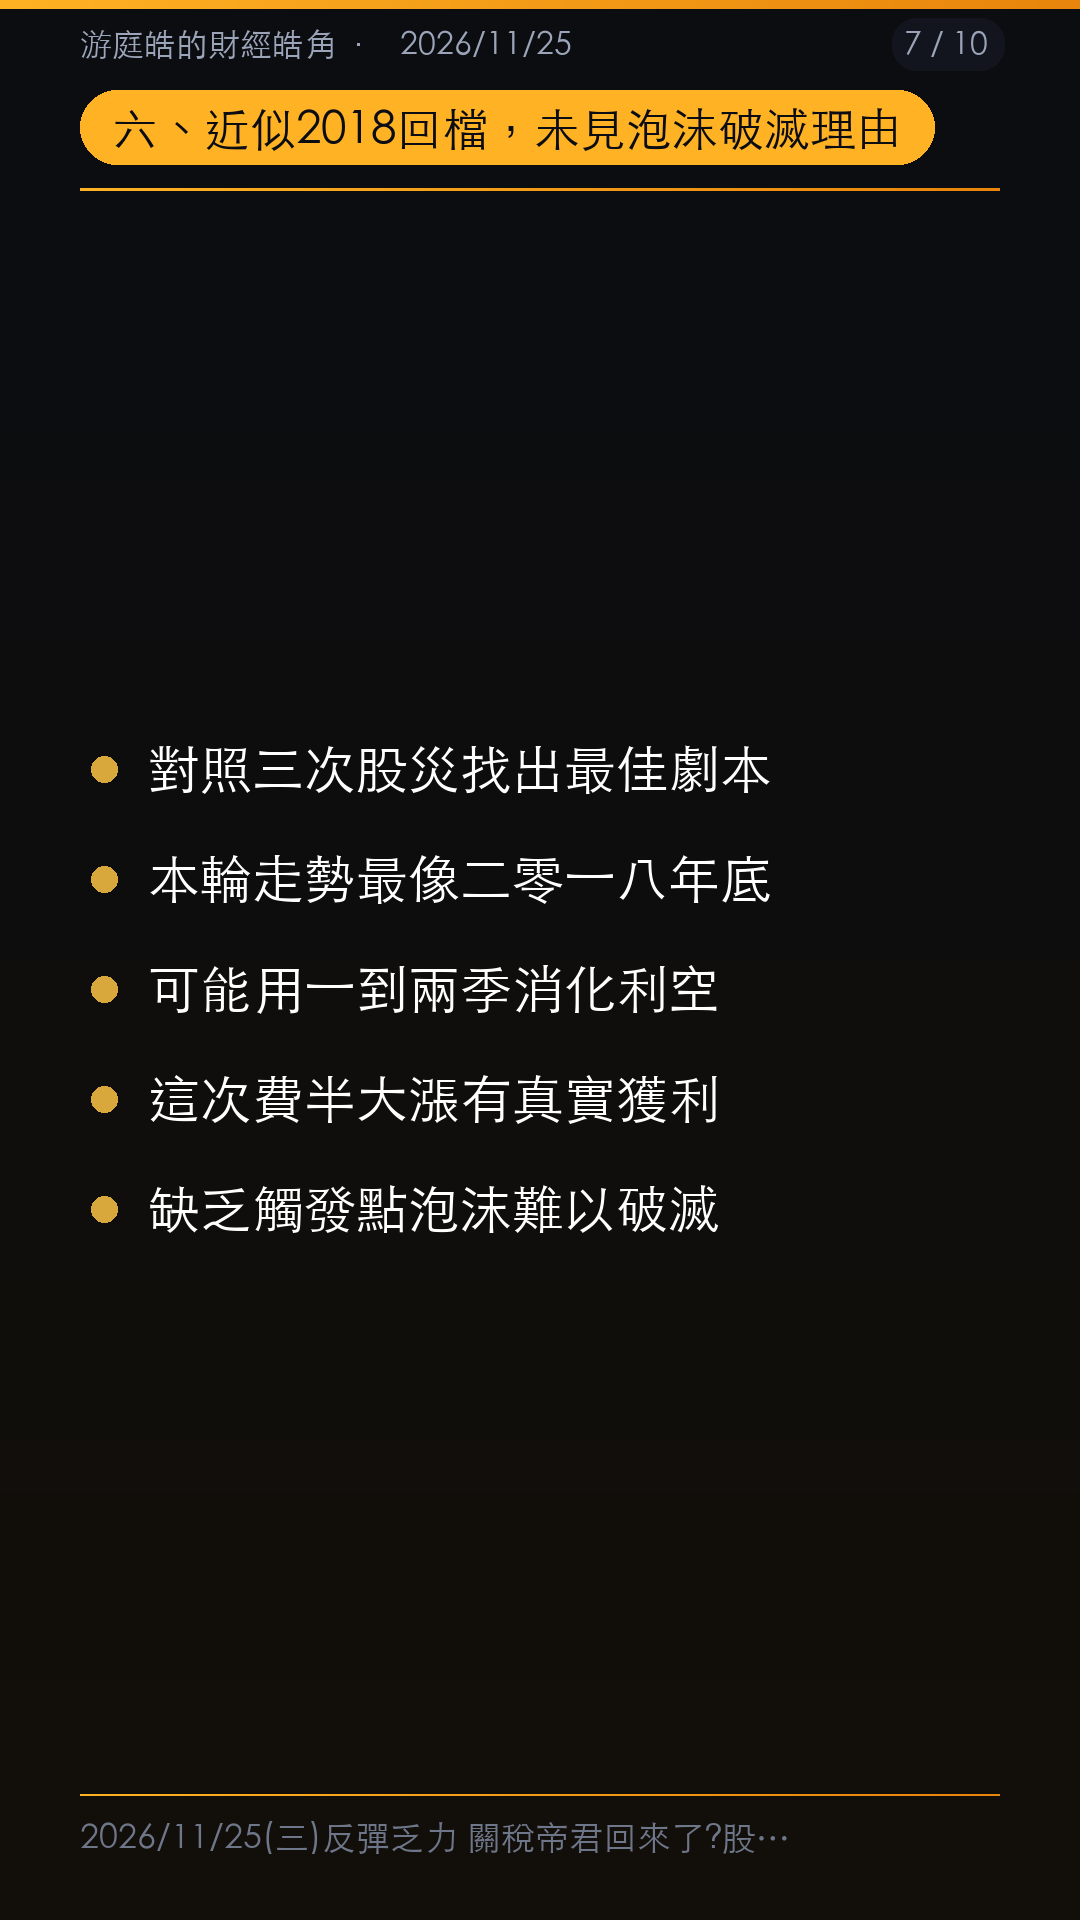 游庭皓的財經皓角 · 2026/11/25
7 / 10
六、近似2018回檔，未見泡沫破滅理由
對照三次股災找出最佳劇本
本輪走勢最像二零一八年底
可能用一到兩季消化利空
這次費半大漲有真實獲利
缺乏觸發點泡沫難以破滅
2026/11/25(三)反彈乏力 關稅帝君回來了?股⋯